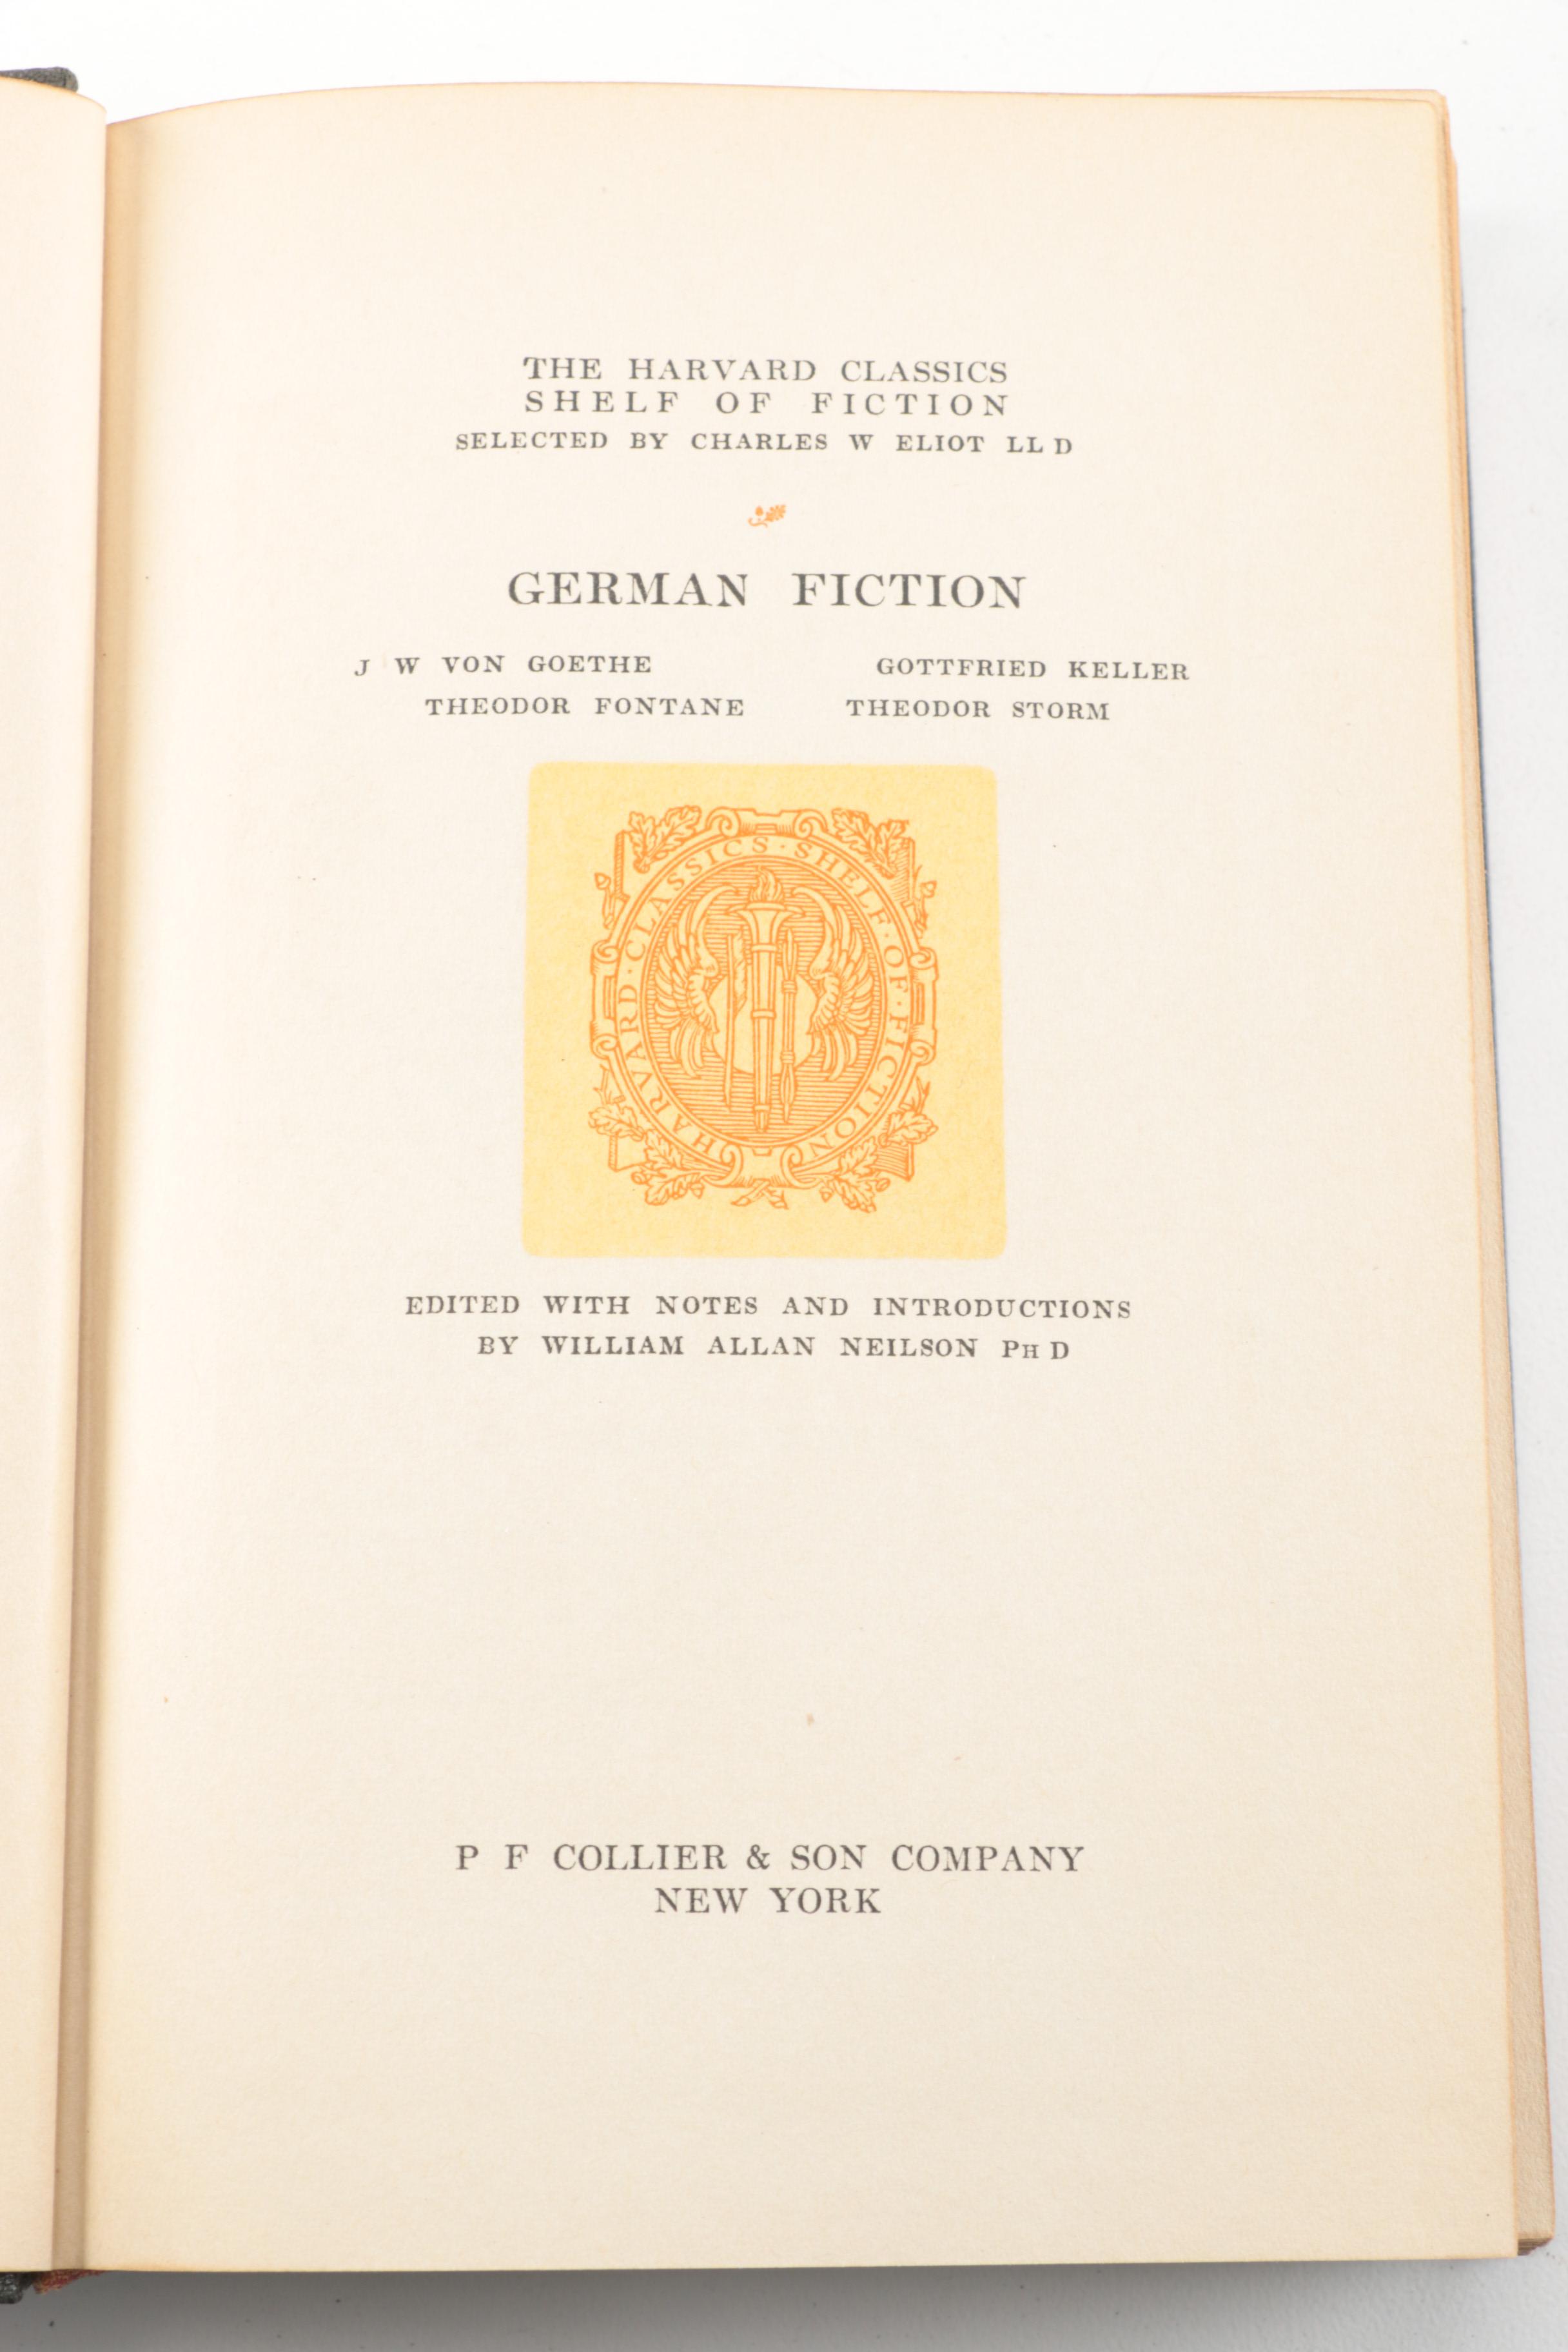 THE HARVARD CLASSICS
SHELF OF FICTION
SELECTED BY CHARLES W ELIOT LL D
GERMAN FICTION
J W VON GOETHE GOTTFRIED KELLER
THEODOR FONTANE THEODOR STORM
HARVARD · CLASSICS · SHELF · OF · FICTION
EDITED WITH NOTES AND INTRODUCTIONS
BY WILLIAM ALLAN NEILSON PH D
P F COLLIER & SON COMPANY
NEW YORK